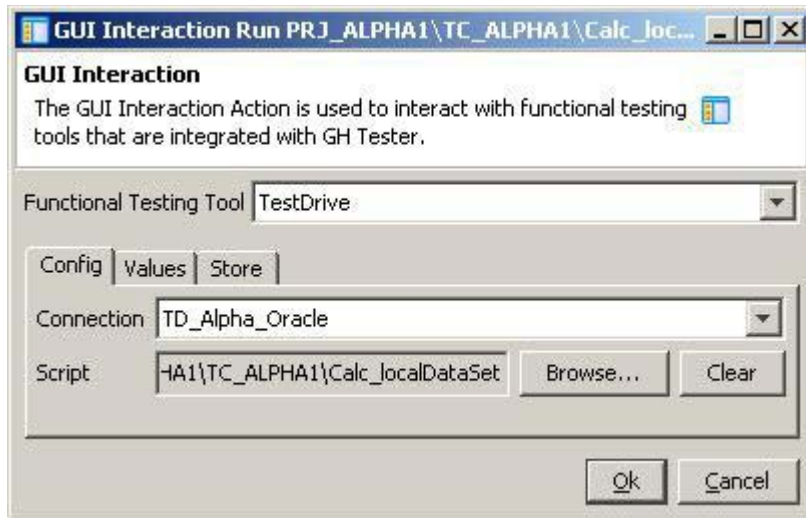 GUI Interaction Run PRJ_ALPHA1\TC_ALPHA1\Calc_loc...
GUI Interaction
The GUI Interaction Action is used to interact with functional testing
tools that are integrated with GH Tester.
Functional Testing Tool TestDrive
Config Values Store
Connection TD_Alpha_Oracle
Script HA1\TC_ALPHA1\Calc_localDataSet Browse... Clear
Ok Cancel